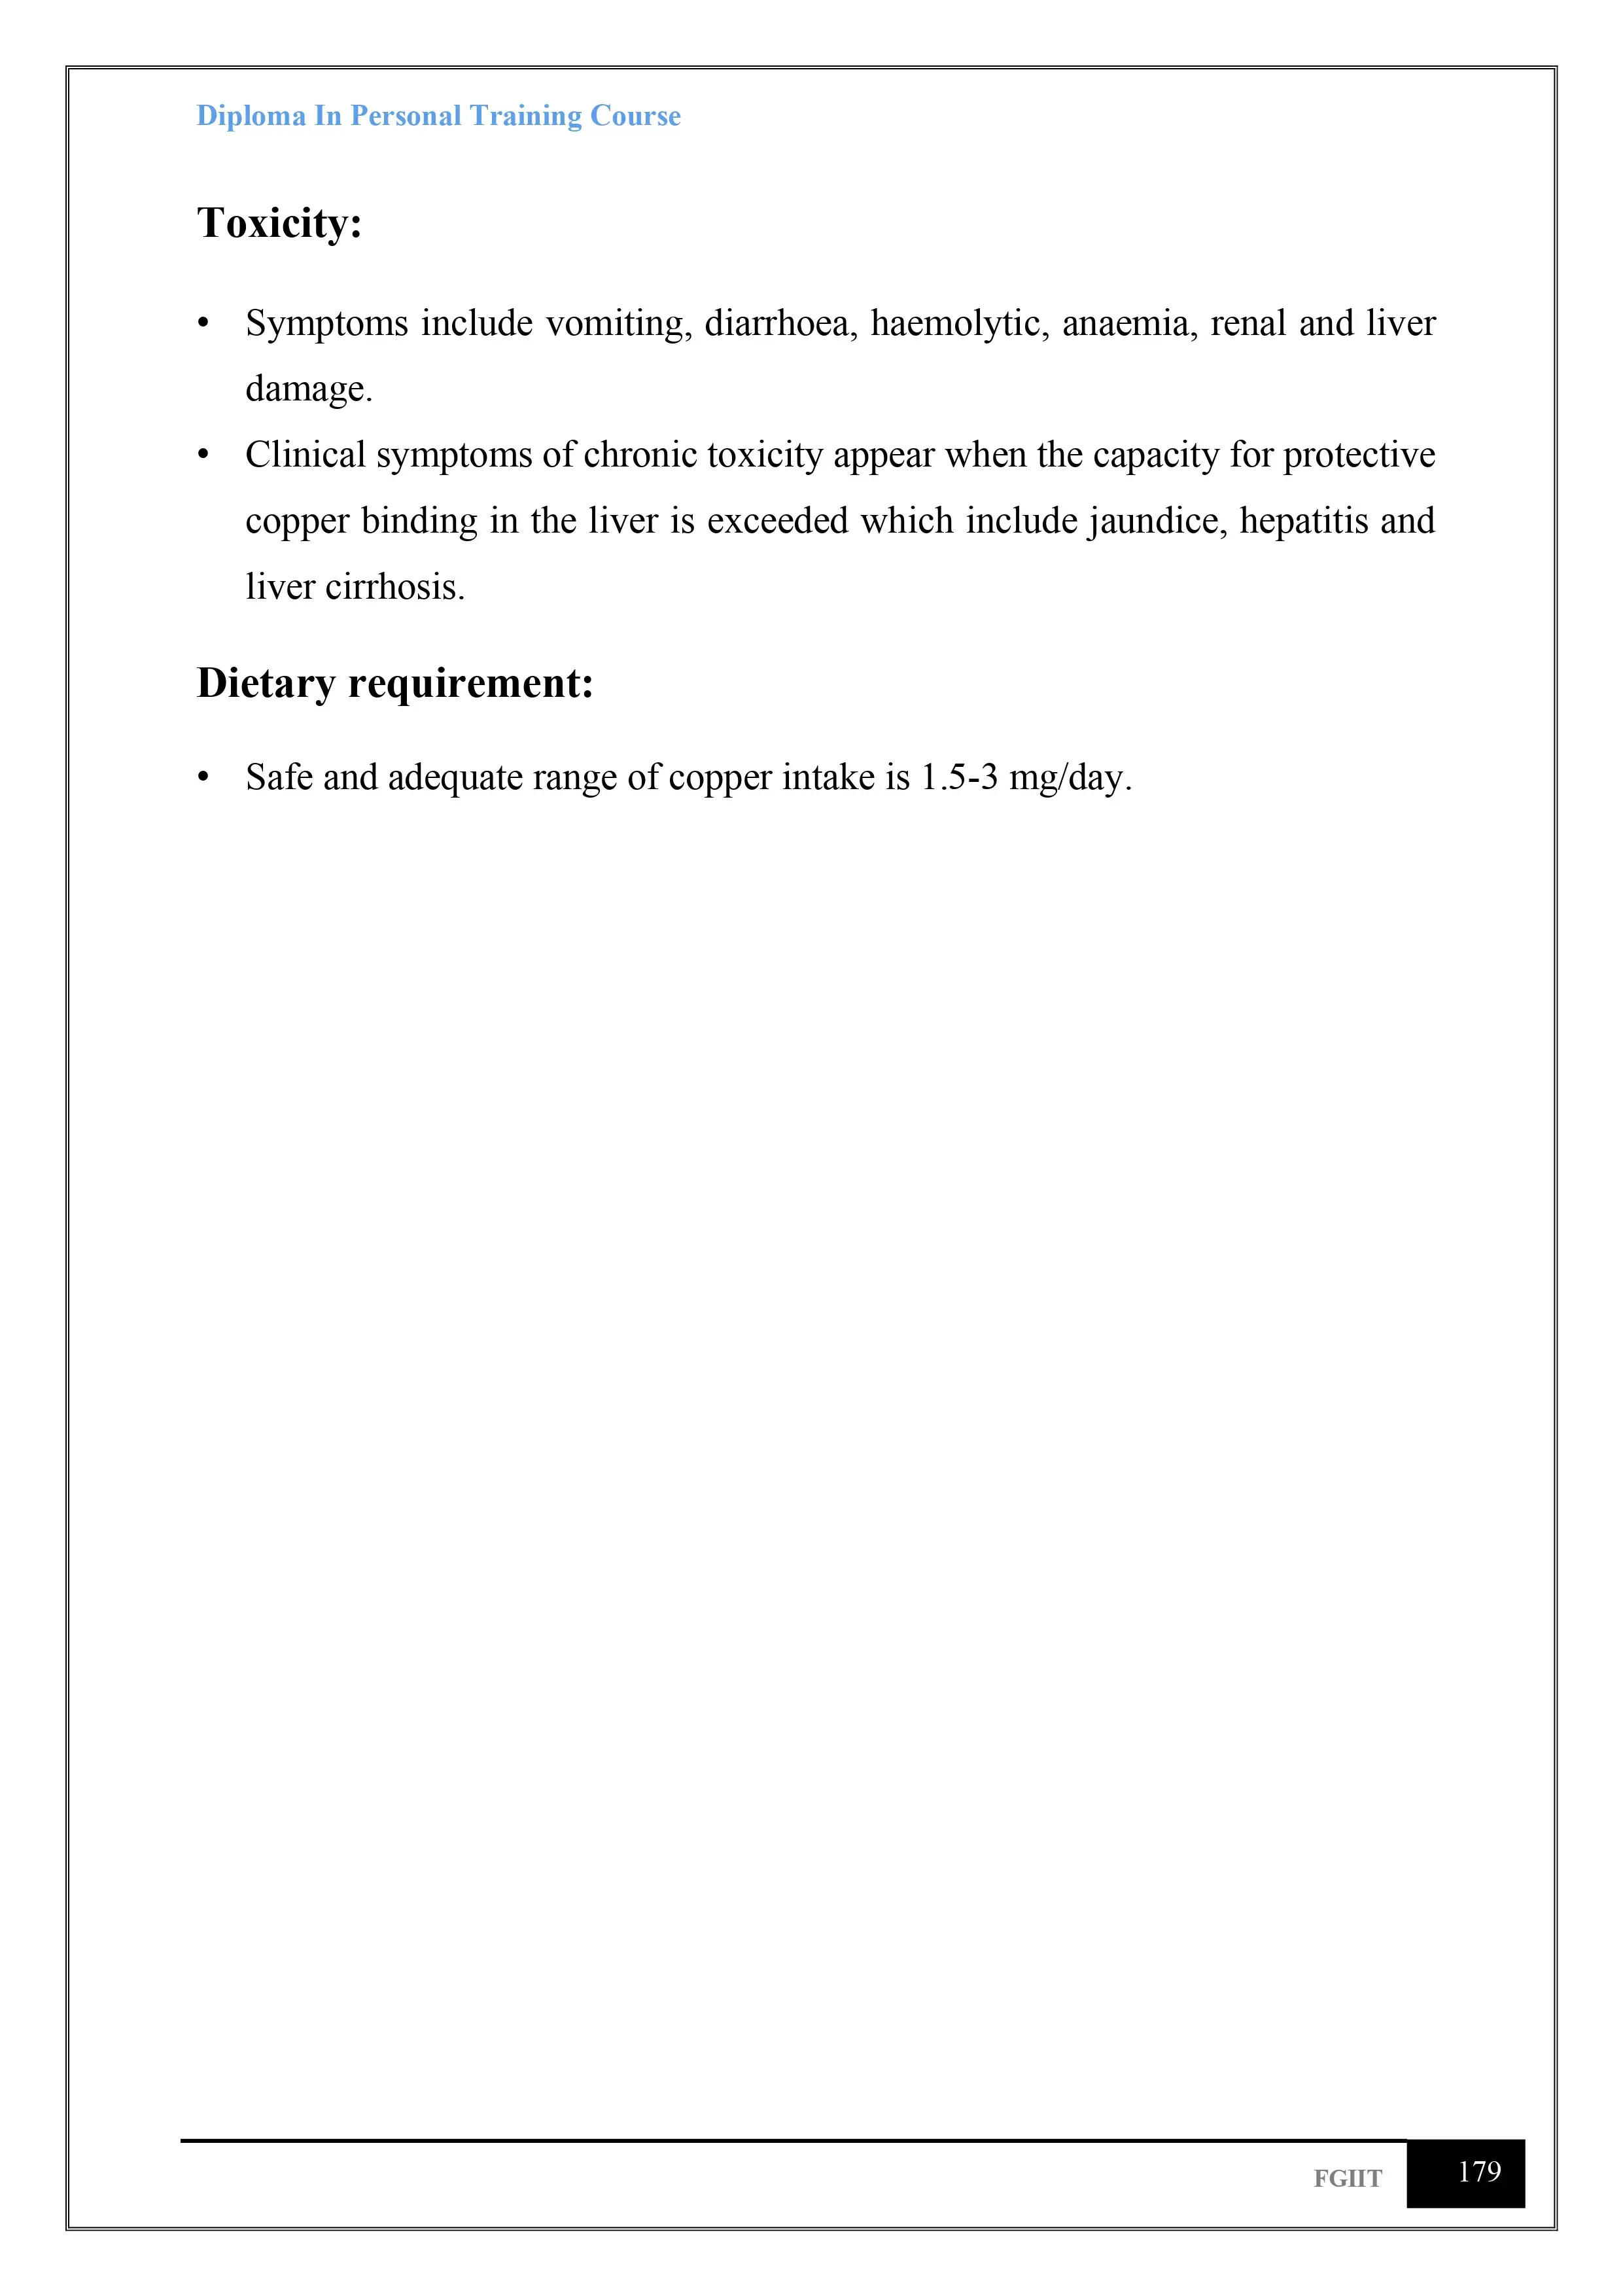 Diploma In Personal Training Course
Toxicity:
• Symptoms include vomiting, diarrhoea, haemolytic, anaemia, renal and liver
damage.
• Clinical symptoms of chronic toxicity appear when the capacity for protective
copper binding in the liver is exceeded which include jaundice, hepatitis and
liver cirrhosis.
Dietary requirement:
• Safe and adequate range of copper intake is 1.5-3 mg/day.
FGIIT
179